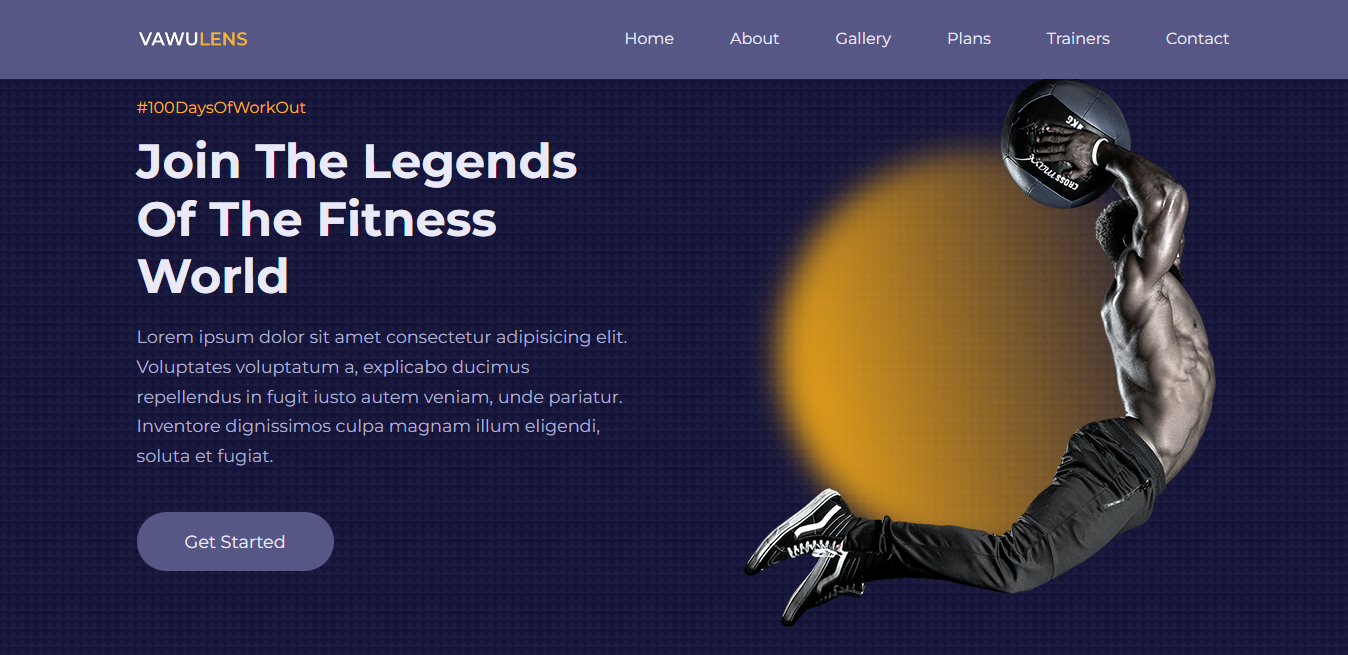 VAWULENS
Home About Gallery Plans Trainers Contact
#100DaysOfWorkOut
Join The Legends
Of The Fitness
World
Lorem ipsum dolor sit amet consectetur adipisicing elit.
Voluptates voluptatum a, explicabo ducimus
repellendus in fugit iusto autem veniam, unde pariatur.
Inventore dignissimos culpa magnam illum eligendi,
soluta et fugiat.
Get Started
KG
CROSS